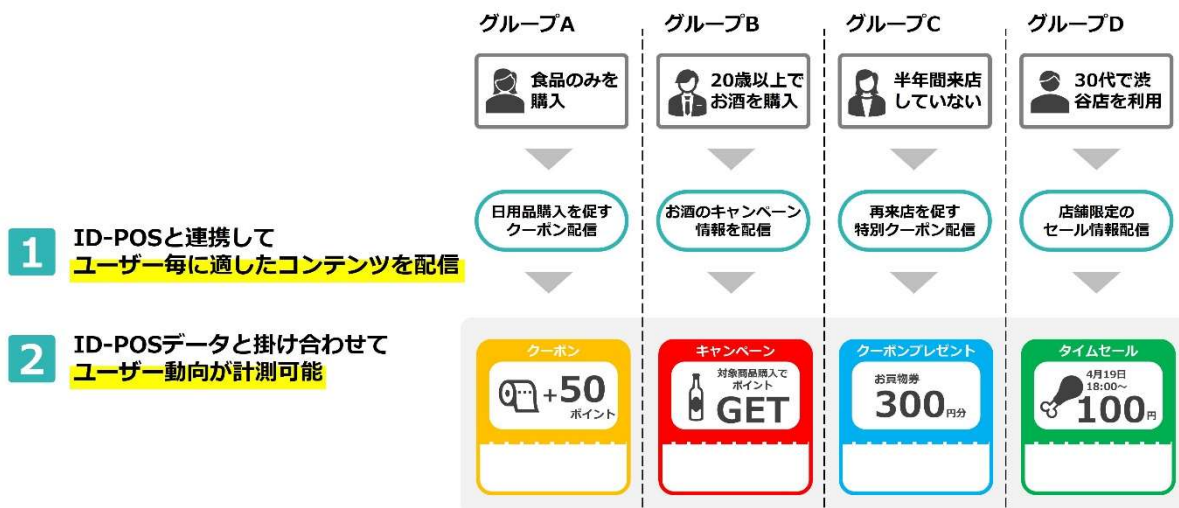 グループA
グループB
グループC
グループD
食品のみを
購入
20歳以上で
お酒を購入
半年間来店
していない
30代で渋
谷店を利用
日用品購入を促す
クーポン配信
お酒のキャンペーン
情報を配信
再来店を促す
特別クーポン配信
店舗限定の
セール情報配信
1
ID-POSと連携して
ユーザー毎に適したコンテンツを配信
2
ID-POSデータと掛け合わせて
ユーザー動向が計測可能
クーポン
+50
ポイント
キャンペーン
対象商品購入で
ポイント
GET
クーポンプレゼント
お買物券
300円分
タイムセール
4月19日
18:00~
100円